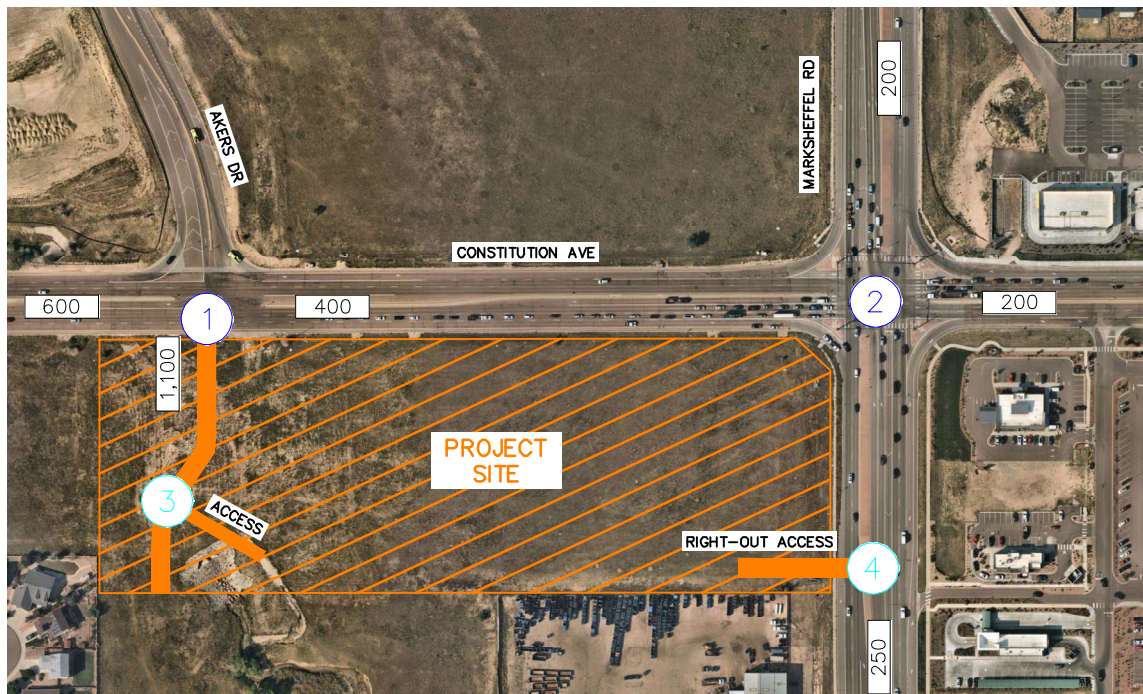 200
MARKSHEFFEL RD
AKERS DR
CONSTITUTION AVE
600
1
400
2
200
1,100
PROJECT
SITE
3
ACCESS
RIGHT-OUT ACCESS
4
250